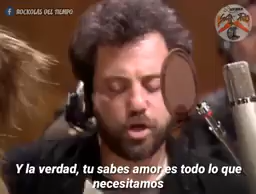 ROCKOLAS DEL TIEMPO
Y la verdad, tu sabes amor es todo lo que
necesitamos